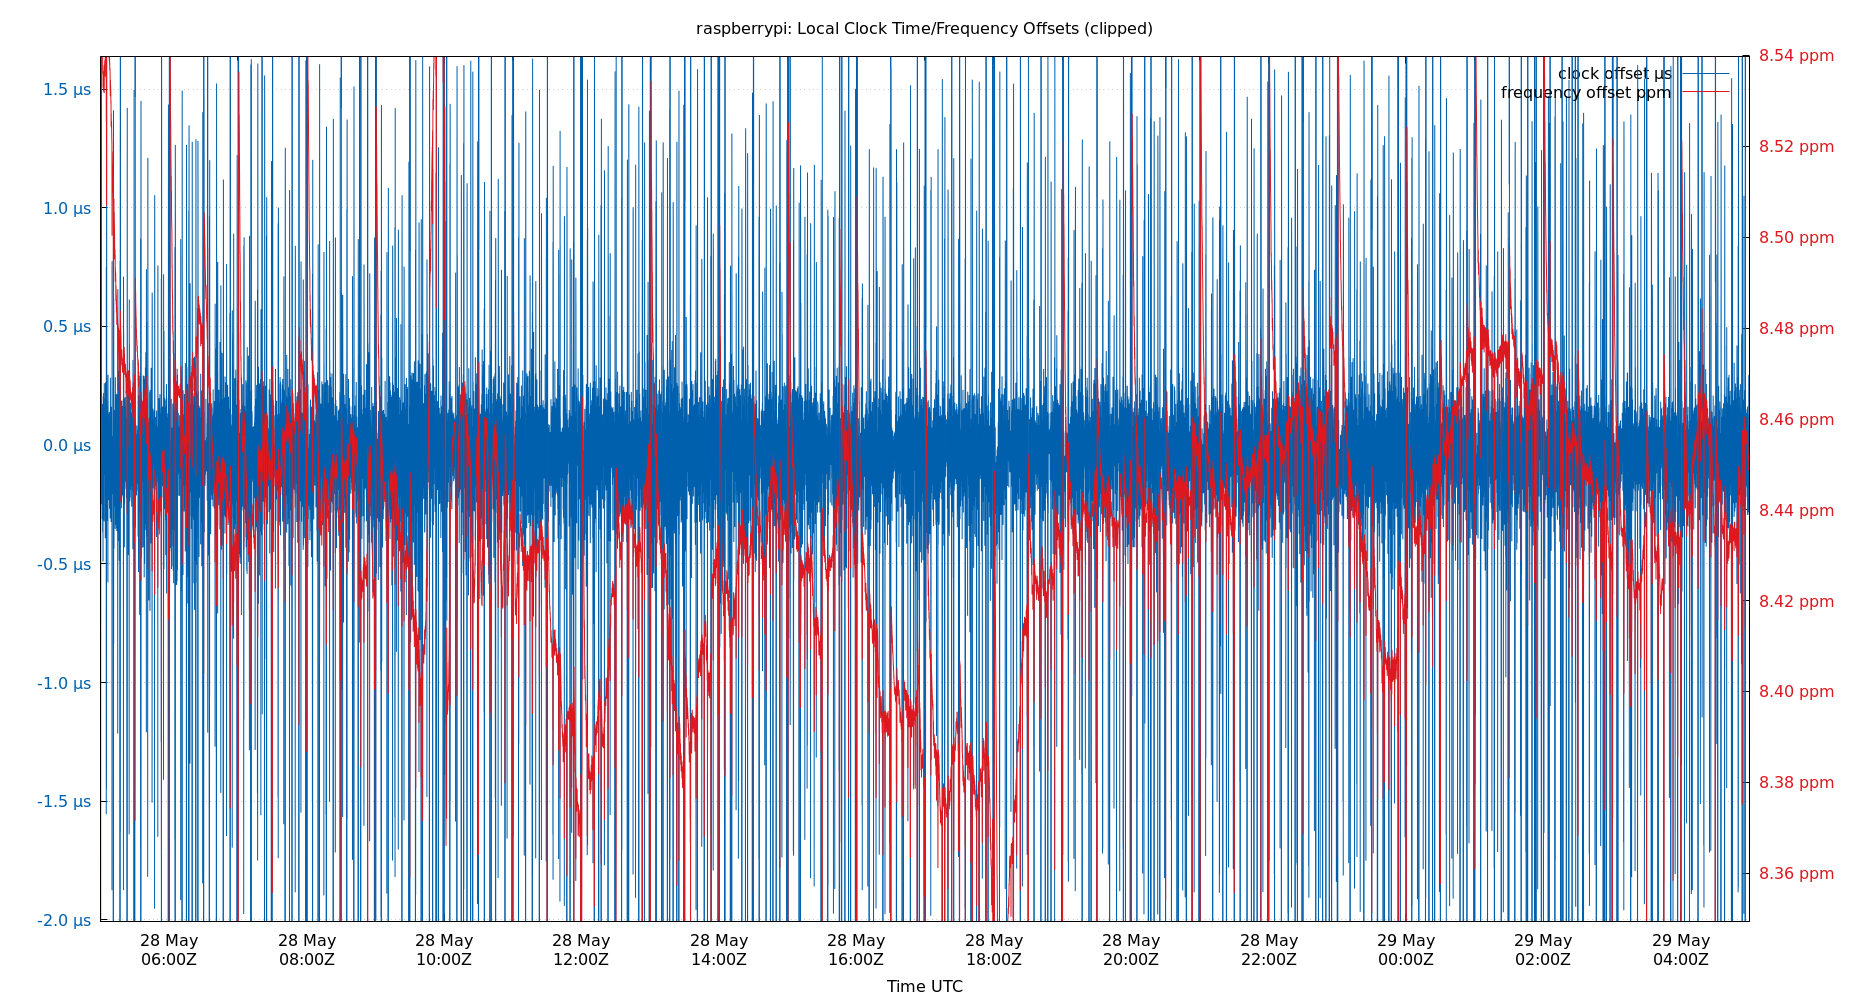 raspberrypi: Local Clock Time/Frequency Offsets (clipped)
clock offset µs
frequency offset ppm
1.5 µs
1.0 µs
0.5 µs
0.0 µs
-0.5 µs
-1.0 µs
-1.5 µs
-2.0 µs
8.54 ppm
8.52 ppm
8.50 ppm
8.48 ppm
8.46 ppm
8.44 ppm
8.42 ppm
8.40 ppm
8.38 ppm
8.36 ppm
28 May
06:00Z
28 May
08:00Z
28 May
10:00Z
28 May
12:00Z
28 May
14:00Z
28 May
16:00Z
28 May
18:00Z
28 May
20:00Z
28 May
22:00Z
29 May
00:00Z
29 May
02:00Z
29 May
04:00Z
Time UTC